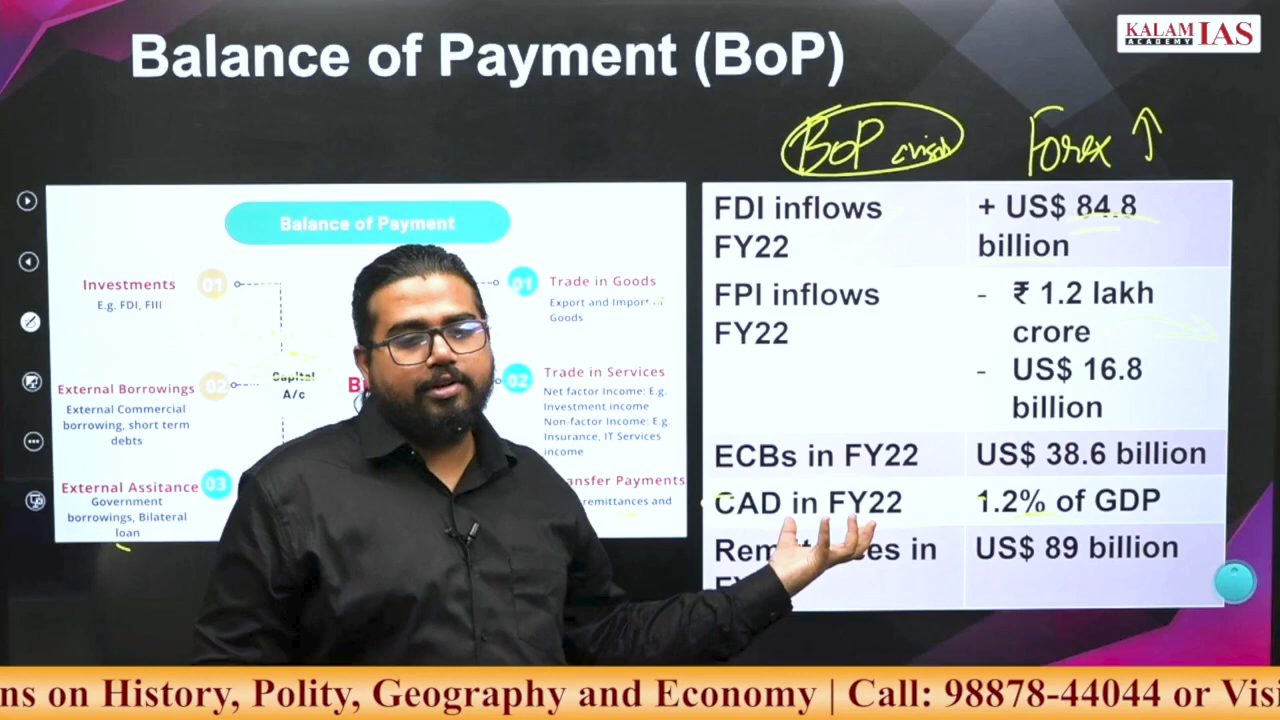 Balance of Payment (BoP)
KALAM IAS
ACADEMY
BoP crisis
Forex ↑
Balance of Payment
Investments 01
E.g. FDI, FIII
External Borrowings 02
External Commercial
borrowing, short term
debts
External Assitance 03
Government
borrowings, Bilateral
loan
Capital
A/c
01 Trade in Goods
Export and Import of
Goods
02 Trade in Services
Net factor Income: E.g.
Investment income
Non-factor Income: E.g.
Insurance, IT Services
income
Payments
remittances and
FDI inflows
FY22
+ US$ 84.8
billion
FPI inflows
FY22
- ₹ 1.2 lakh
crore
- US$ 16.8
billion
ECBs in FY22
US$ 38.6 billion
CAD in FY22
1.2% of GDP
in
US$ 89 billion
ns on History, Polity, Geography and Economy | Call: 98878-44044 or Visi